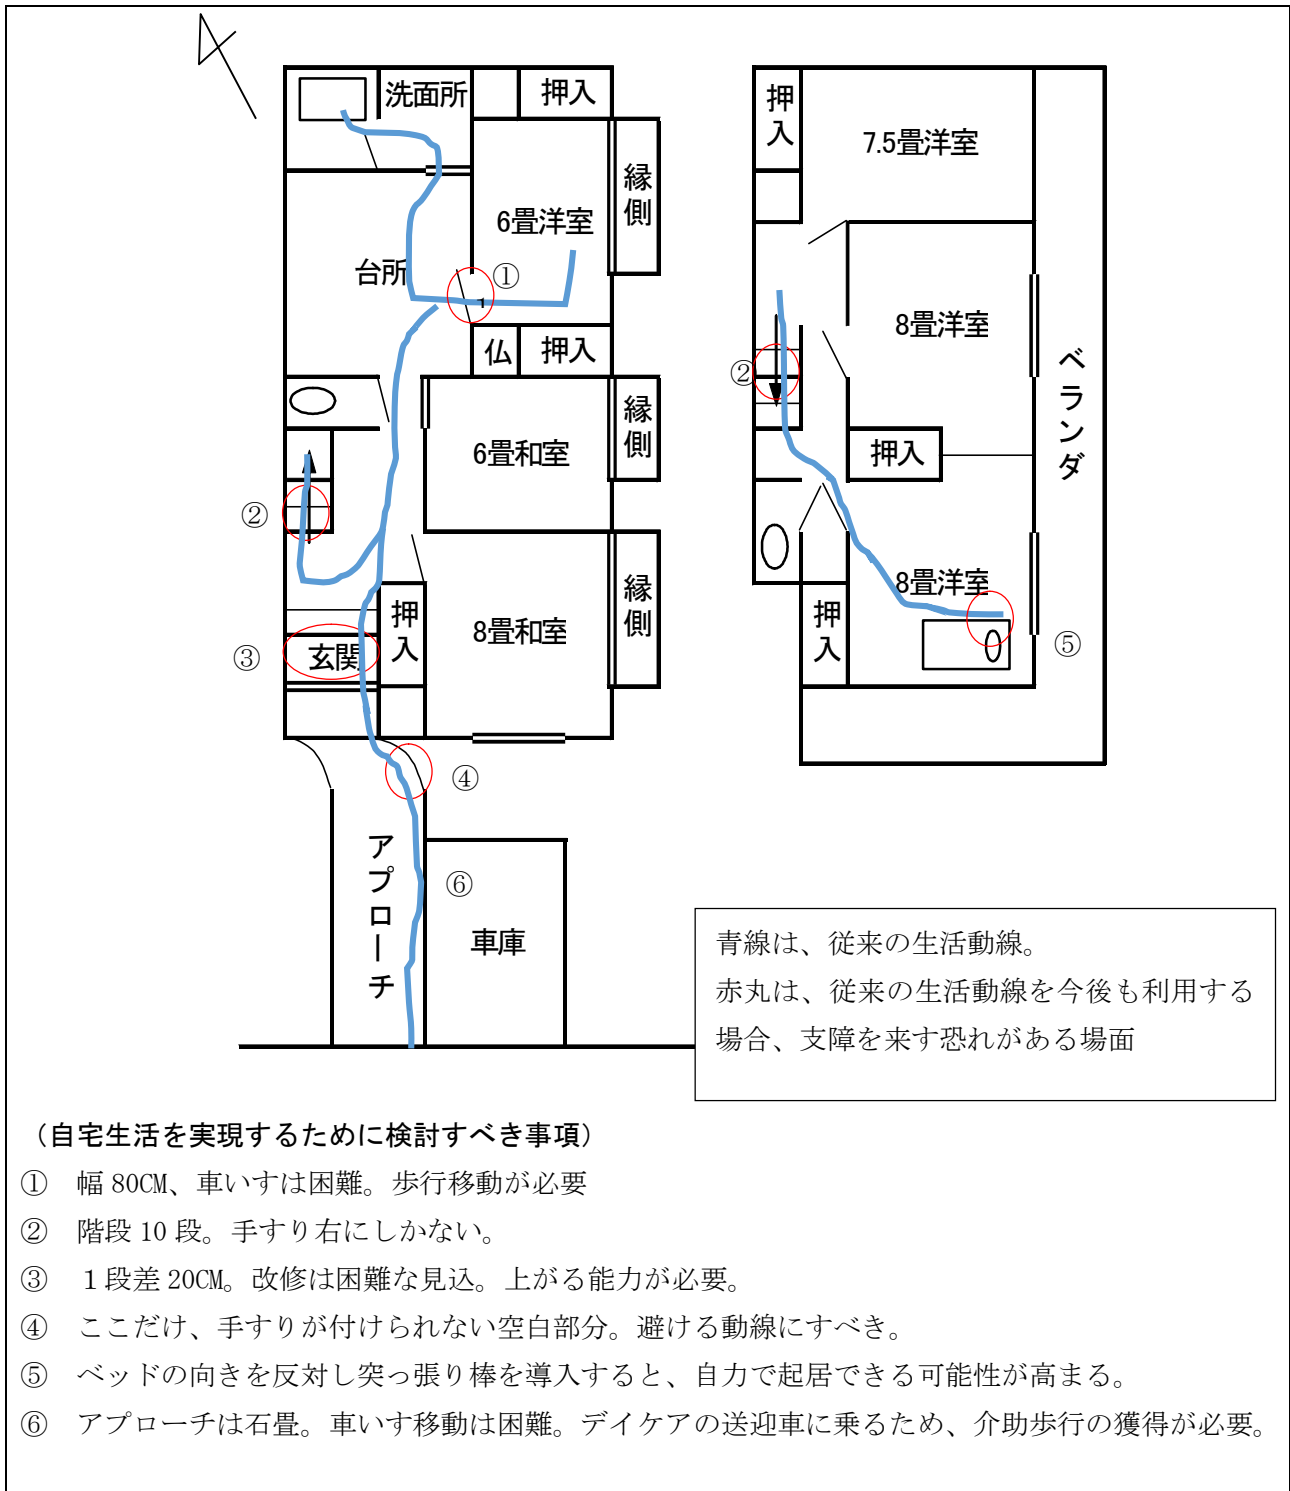 洗面所
押入
6畳洋室
縁側
台所
①
1
仏
押入
6畳和室
縁側
②
8畳和室
縁側
押入
③
玄関
④
アプローチ
⑥
車庫
押入
7.5畳洋室
8畳洋室
②
ベランダ
押入
8畳洋室
押入
⑤
青線は、従来の生活動線。
赤丸は、従来の生活動線を今後も利用する
場合、支障を来す恐れがある場面
（自宅生活を実現するために検討すべき事項）
① 幅 80CM、車いすは困難。歩行移動が必要
② 階段 10 段。手すり右にしかない。
③ １段差 20CM。改修は困難な見込。上がる能力が必要。
④ ここだけ、手すりが付けられない空白部分。避ける動線にすべき。
⑤ ベッドの向きを反対し突っ張り棒を導入すると、自力で起居できる可能性が高まる。
⑥ アプローチは石畳。車いす移動は困難。デイケアの送迎車に乗るため、介助歩行の獲得が必要。